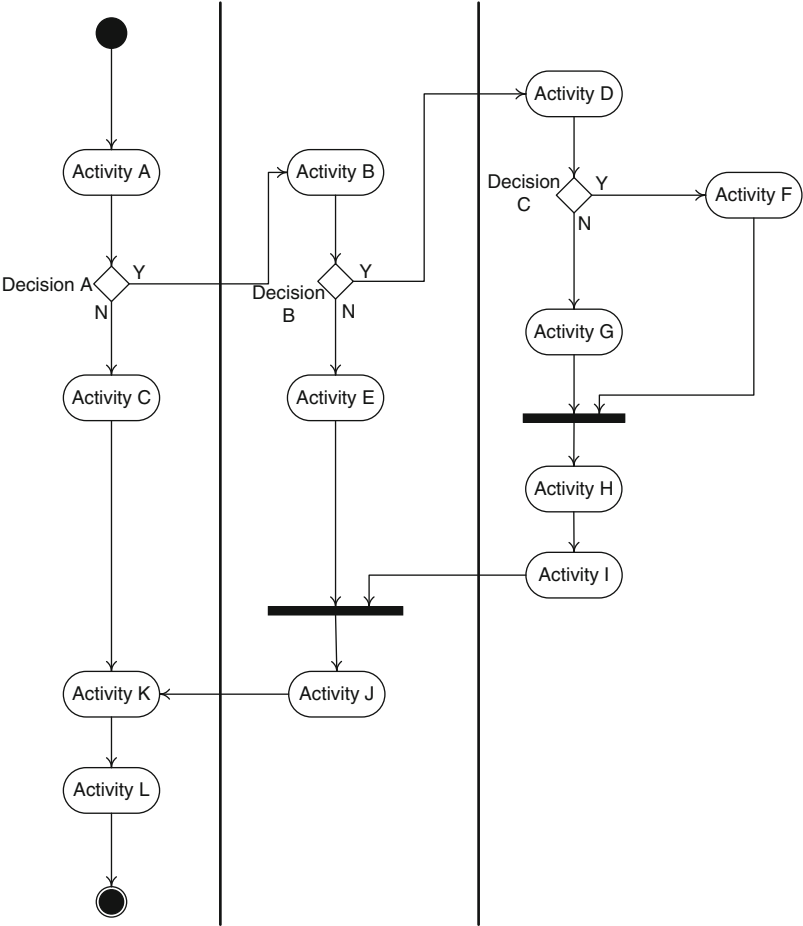 Activity D
Activity A
Activity B
Decision
C
Y
Activity F
N
Decision A
Y
N
Decision
B
Y
N
Activity G
Activity C
Activity E
Activity H
Activity I
Activity K
Activity J
Activity L